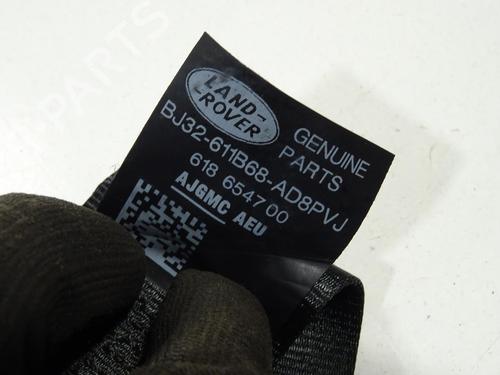 LAND-
ROVER
GENUINE
PARTS
BJ32-611B68-AD8PVJ
618 654700
AJGMC AEU